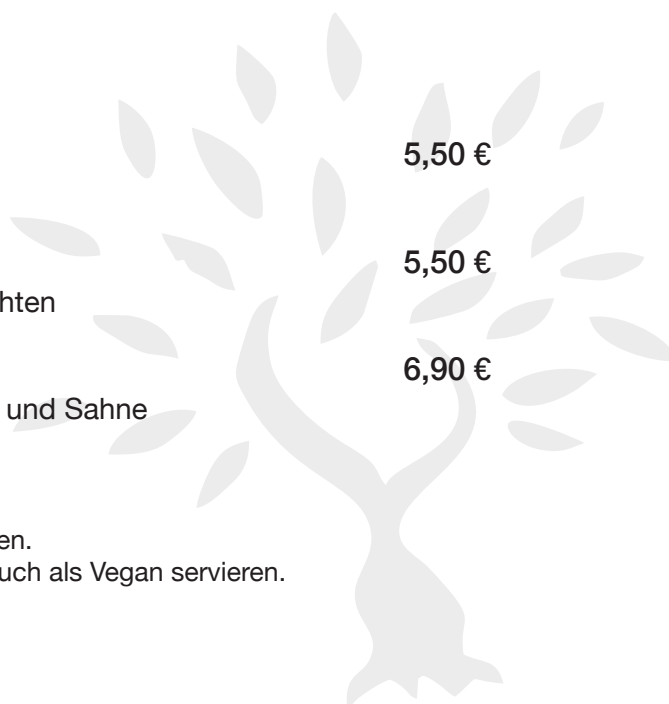 5,50 €
5,50 €
hten
6,90 €
und Sahne
en.
uch als Vegan servieren.